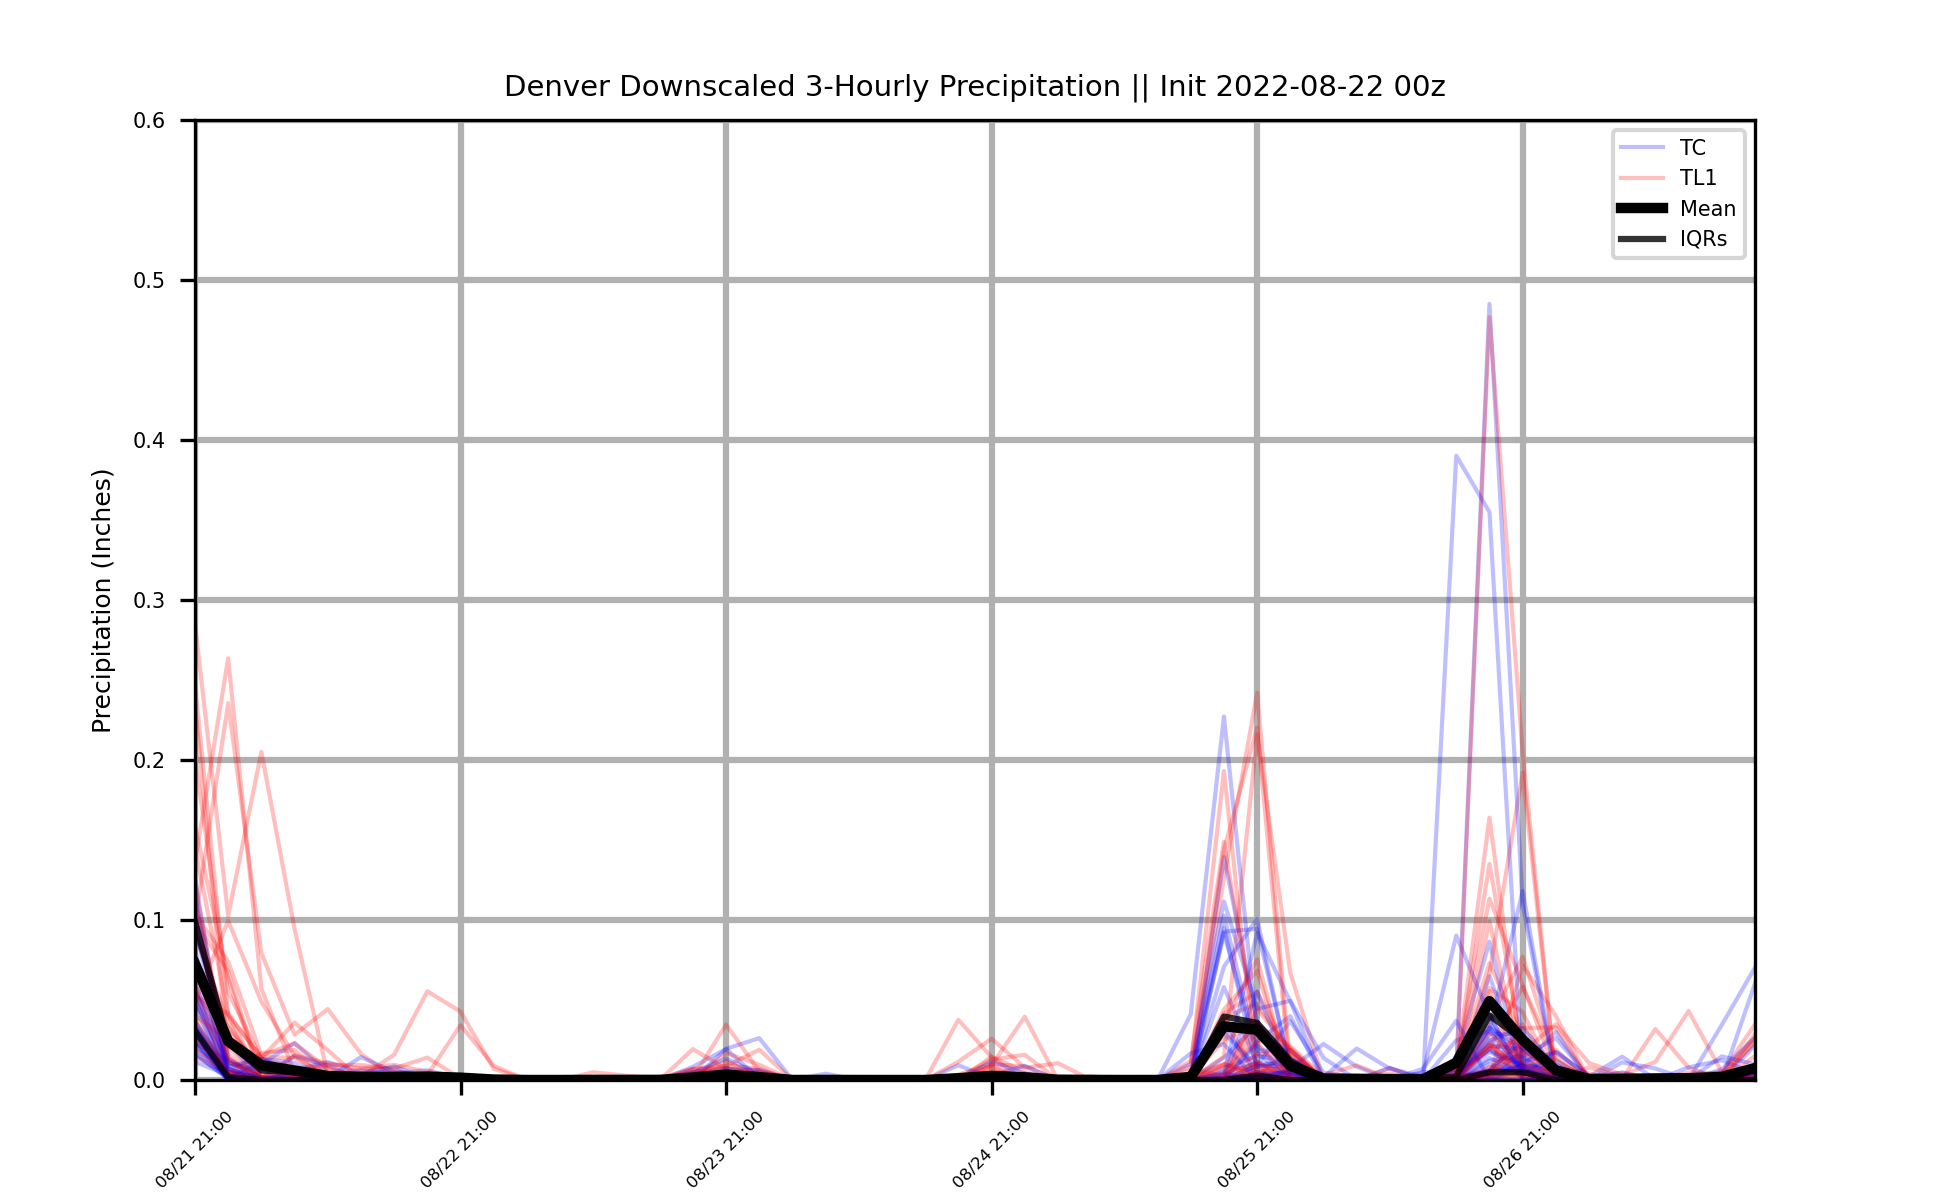 Denver Downscaled 3-Hourly Precipitation || Init 2022-08-22 00z
Precipitation (Inches)
0.6
0.5
0.4
0.3
0.2
0.1
0.0
TC
TL1
Mean
IQRs
08/21 21:00
08/22 21:00
08/23 21:00
08/24 21:00
08/25 21:00
08/26 21:00